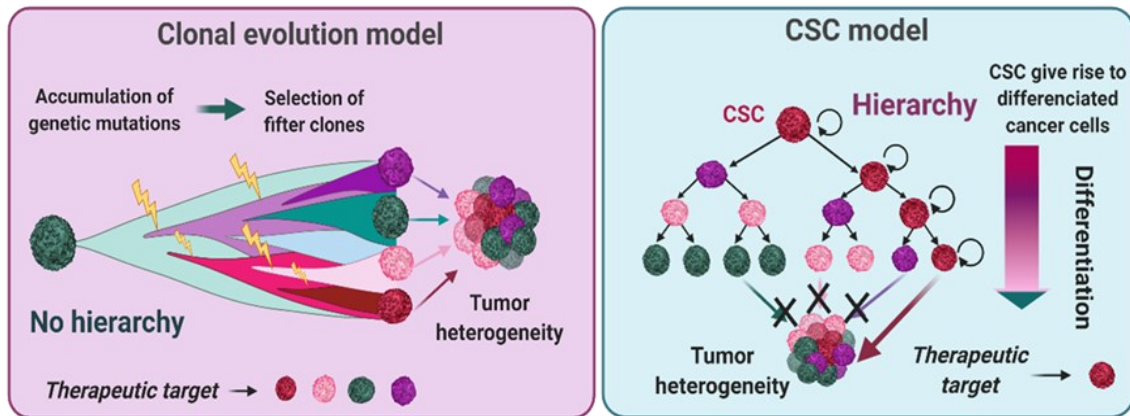 Clonal evolution model
Accumulation of
genetic mutations
Selection of
fifter clones
No hierarchy
Tumor
heterogeneity
Therapeutic target
CSC model
CSC
Hierarchy
CSC give rise to
differenciated
cancer cells
Differentiation
Tumor
heterogeneity
Therapeutic
target